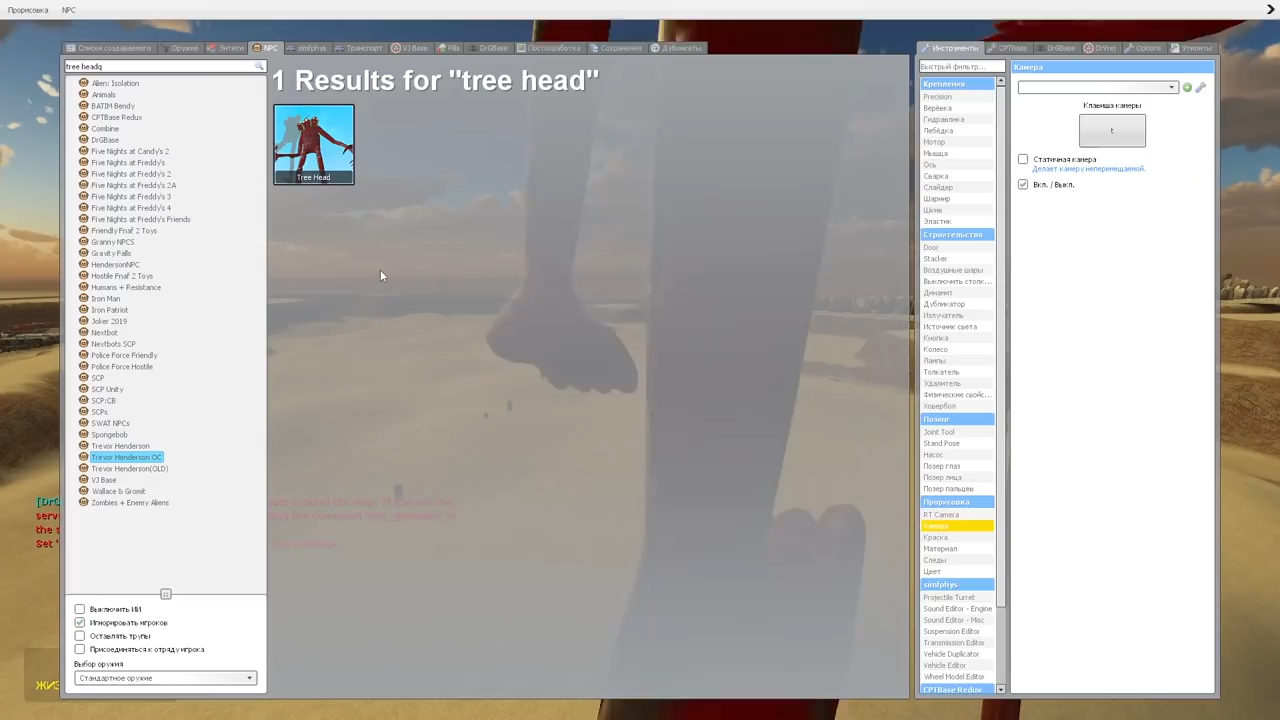 Прорисовка NPC
Списки создаваемого Оружие Энтити NPC simfphys Транспорт VJ Base Pills DrGBase Постобработка Сохранения Дубликаты
tree headq
Alien: Isolation
Animals
BATIM Bendy
CPTBase Redux
Combine
DrGBase
Five Nights at Candy's 2
Five Nights at Freddy's
Five Nights at Freddy's 2
Five Nights at Freddy's 2A
Five Nights at Freddy's 3
Five Nights at Freddy's 4
Five Nights at Freddy's Friends
Friendly Fnaf 2 Toys
Granny NPCS
Gravity Falls
HendersonNPC
Hostile Fnaf 2 Toys
Humans + Resistance
Iron Man
Iron Patriot
Joker 2019
Nextbot
Nextbots SCP
Police Force Friendly
Police Force Hostile
SCP
SCP Unity
SCP:CB
SCPs
SWAT NPCs
Spongebob
Trevor Henderson
Trevor Henderson OC
Trevor Henderson(OLD)
VJ Base
Wallace & Gromit
Zombies + Enemy Aliens
Выключить ИИ
Игнорировать игроков
Оставлять трупы
Присоединяться к отряду игрока
Выбор оружия
Стандартное оружие
1 Results for "tree head"
Tree Head
Инструменты CPTBase DrGBase DrVrej Options Утилиты
Быстрый фильтр...
Крепления
Precision
Верёвка
Гидравлика
Лебёдка
Мотор
Мышца
Ось
Сварка
Слайдер
Шарнир
Шкив
Эластик
Строительство
Door
Stacker
Воздушные шары
Выключить столк...
Динамит
Дубликатор
Излучатель
Источник света
Кнопка
Колесо
Лампы
Толкатель
Удалитель
Физические свойс...
Ховербол
Позинг
Joint Tool
Stand Pose
Насос
Позер глаз
Позер лица
Позер пальцев
Прорисовка
RT Camera
Камера
Краска
Материал
Следы
Цвет
simfphys
Projectile Turret
Sound Editor - Engine
Sound Editor - Misc
Suspension Editor
Transmission Editor
Vehicle Duplicator
Vehicle Editor
Wheel Model Editor
CPTBase Redux
Камера
Клавиша камеры
t
Статичная камера
Делает камеру неперемещаемой.
Вкл. / Выкл.